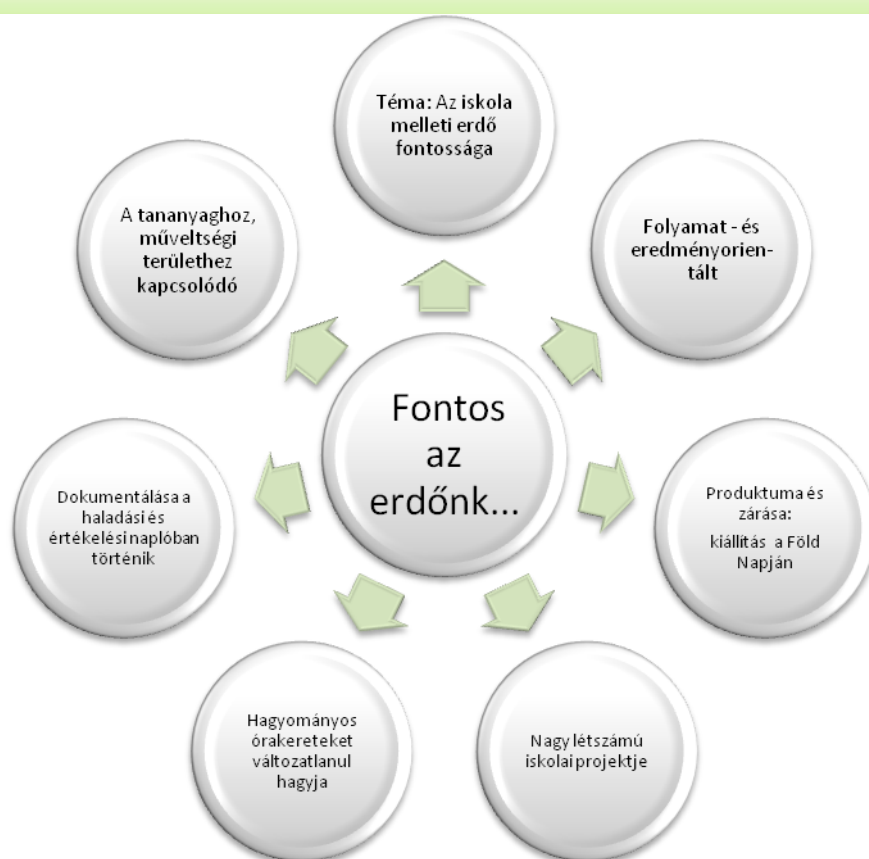 Téma: Az iskola
melleti erdő
fontossága
Folyamat - és
eredményorien-
tált
Produktuma és
zárása:
kiállitás a Föld
Napján
Nagy létszámú
iskolai projektje
Hagyományos
órakereteket
változatlanul
hagyja
Dokumentálása a
haladási és
értékelési naplóban
történik
A tananyaghoz,
műveltségi
területhez
kapcsolódó
Fontos
az
erdőnk...